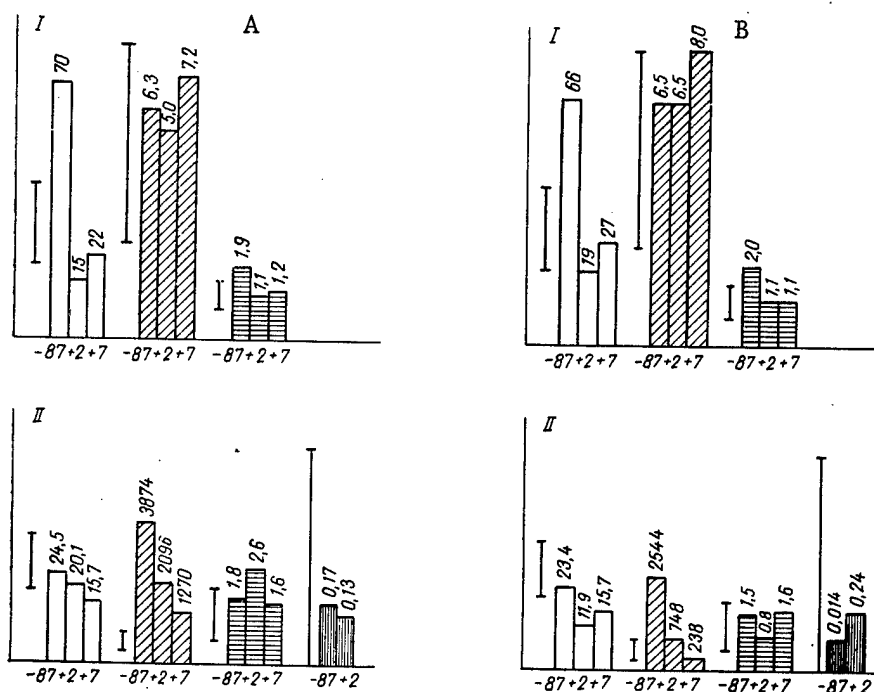 I A
70 15 22 6,3 5,0 7,2 1.9 1,1 1,2
-87+2+7 -87+2+7 -87+2+7
I B
66 19 27 6,5 6,5 8,0 2,0 1,1 1,1
-87+2+7 -87+2+7 -87+2+7
II
24,5 20,1 15,7 3874 2096 1270 1,8 2,6 1,6 0,17 0,13
-87+2+7 -87+2+7 -87+2+7 -87+2
II
23,4 11,9 15,7 2544 748 238 1,5 0,8 1,6 0,014 0,24
-87+2+7 -87+2+7 -87+2+7 -87+2